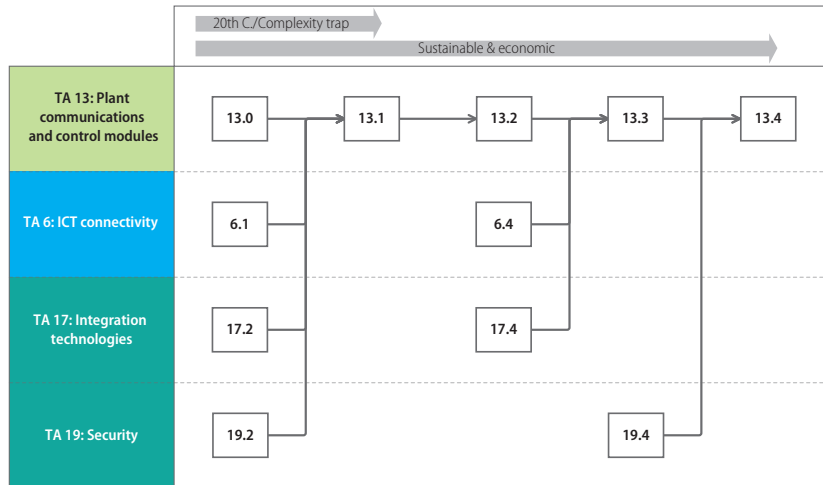 20th C./Complexity trap
Sustainable & economic
TA 13: Plant
communications
and control modules
13.0
13.1
13.2
13.3
13.4
TA 6: ICT connectivity
6.1
6.4
TA 17: Integration
technologies
17.2
17.4
TA 19: Security
19.2
19.4